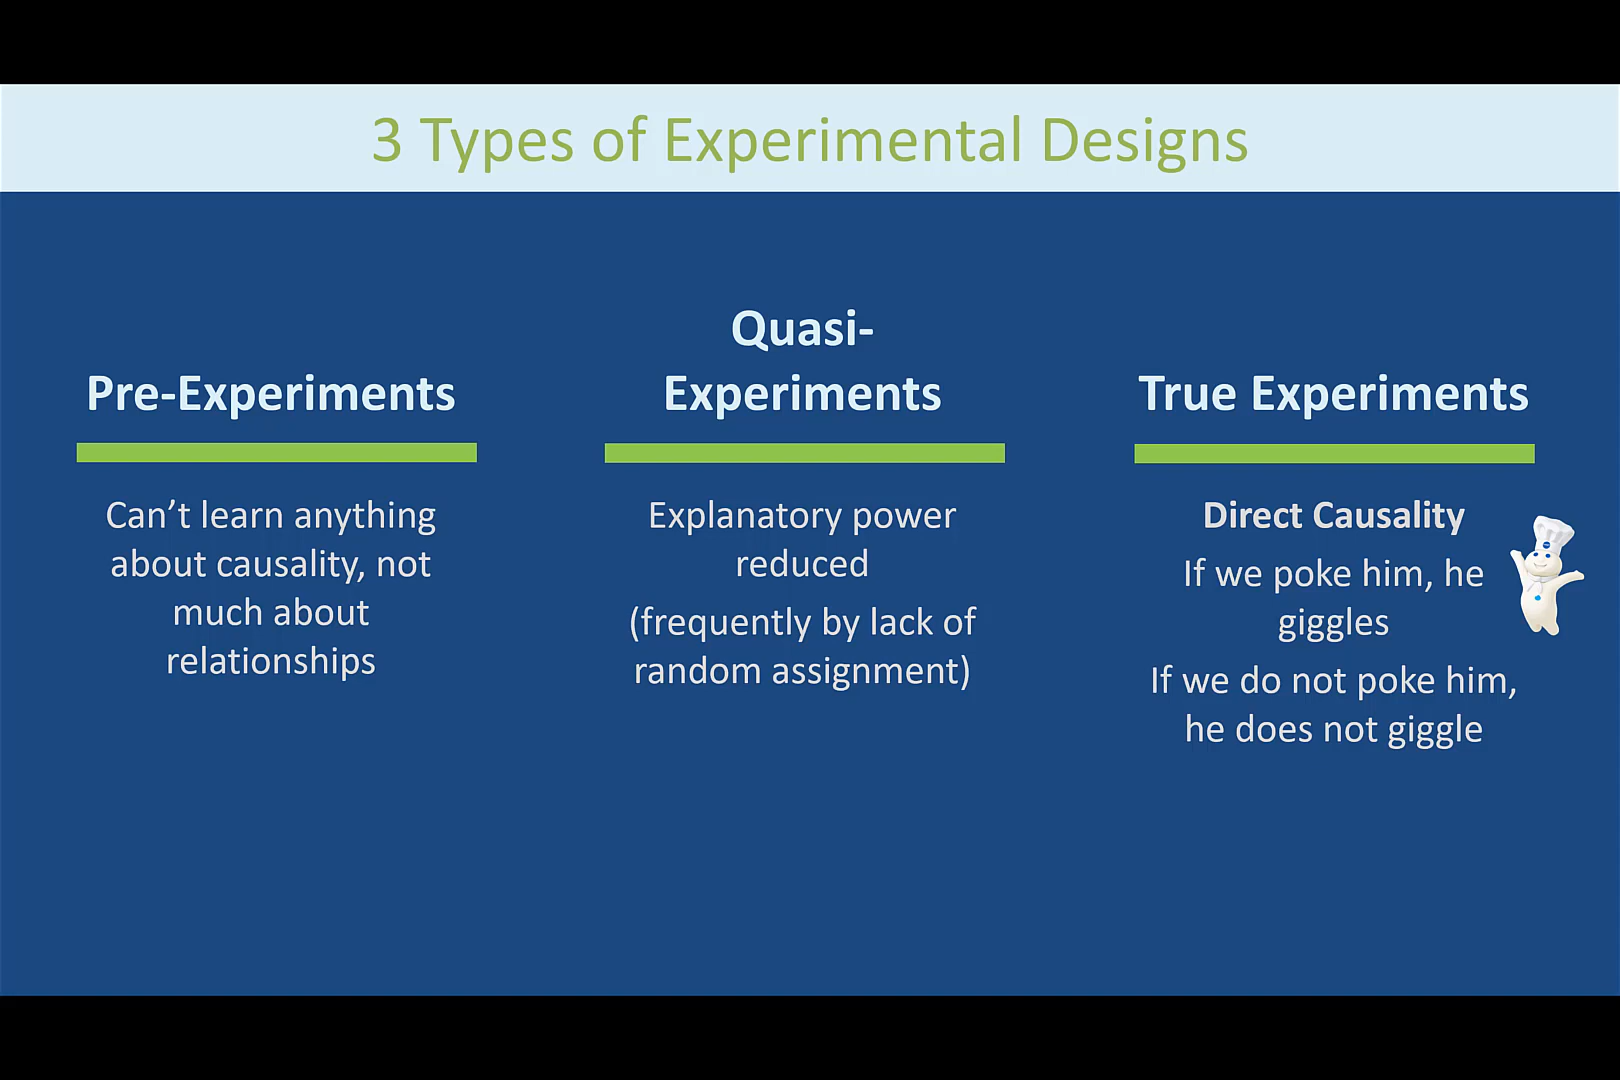 3 Types of Experimental Designs
Pre-Experiments
Can’t learn anything
about causality, not
much about
relationships
Quasi-
Experiments
Explanatory power
reduced
(frequently by lack of
random assignment)
True Experiments
Direct Causality
If we poke him, he
giggles
If we do not poke him,
he does not giggle